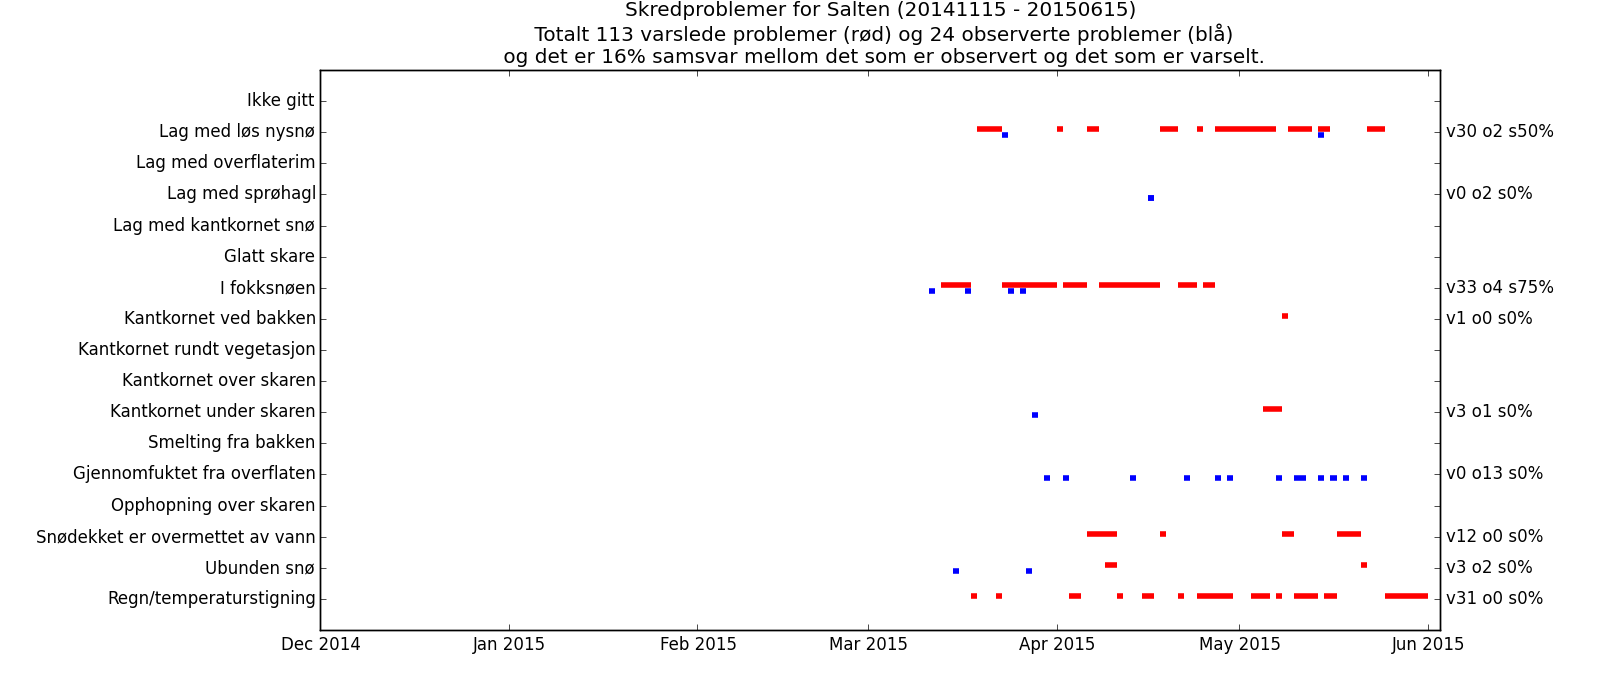 Skredproblemer for Salten (20141115 - 20150615)
Totalt 113 varslede problemer (rød) og 24 observerte problemer (blå)
og det er 16% samsvar mellom det som er observert og det som er varselt.
Ikke gitt
Lag med løs nysnø v30 o2 s50%
Lag med overflaterim
Lag med sprøhagl v0 o2 s0%
Lag med kantkornet snø
Glatt skare
I fokksnøen v33 o4 s75%
Kantkornet ved bakken v1 o0 s0%
Kantkornet rundt vegetasjon
Kantkornet over skaren
Kantkornet under skaren v3 o1 s0%
Smelting fra bakken
Gjennomfuktet fra overflaten v0 o13 s0%
Opphopning over skaren
Snødekket er overmettet av vann v12 o0 s0%
Ubunden snø v3 o2 s0%
Regn/temperaturstigning v31 o0 s0%
Dec 2014 Jan 2015 Feb 2015 Mar 2015 Apr 2015 May 2015 Jun 2015